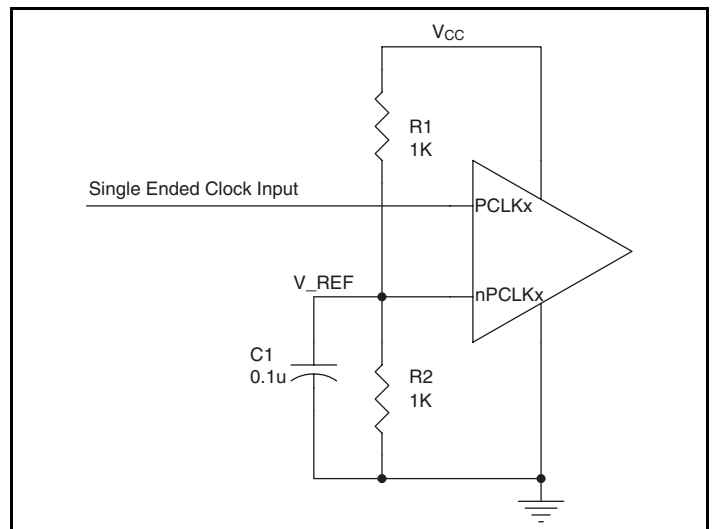 V<sub>CC</sub>
R1
1K
Single Ended Clock Input
PCLKx
V_REF
nPCLKx
C1
0.1u
R2
1K